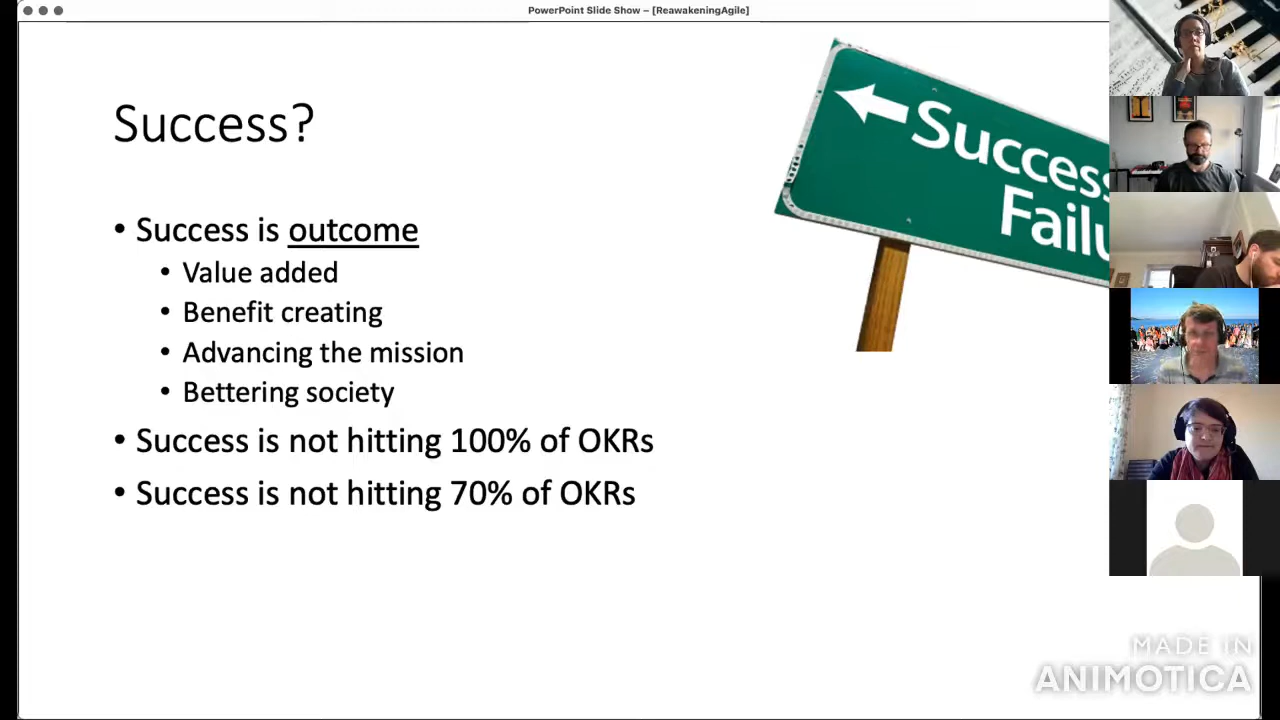 PowerPoint Slide Show – [ReawakeningAgile]
Success?
• Success is outcome
• Value added
• Benefit creating
• Advancing the mission
• Bettering society
• Success is not hitting 100% of OKRs
• Success is not hitting 70% of OKRs
Success
Failu
MADE IN
ANIMOTICA